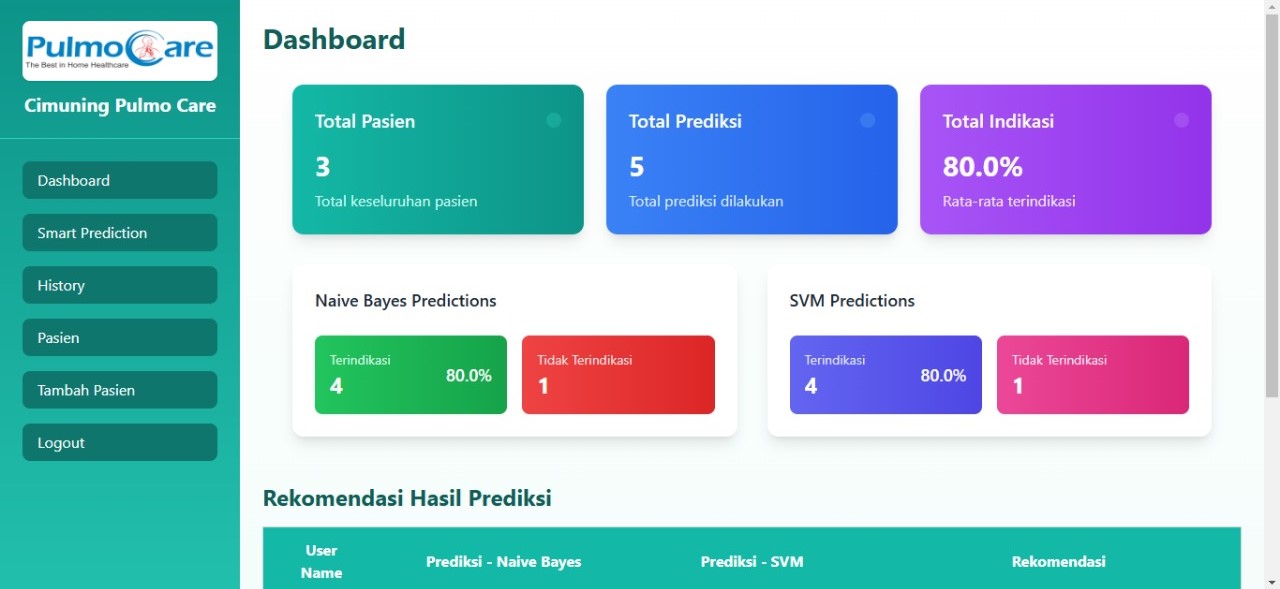 PulmoCare
The Best in Home Healthcare
Cimuning Pulmo Care
Dashboard
Smart Prediction
History
Pasien
Tambah Pasien
Logout
Dashboard
Total Pasien
3
Total keseluruhan pasien
Total Prediksi
5
Total prediksi dilakukan
Total Indikasi
80.0%
Rata-rata terindikasi
Naive Bayes Predictions
Terindikasi
4
80.0%
Tidak Terindikasi
1
SVM Predictions
Terindikasi
4
80.0%
Tidak Terindikasi
1
Rekomendasi Hasil Prediksi
User
Name
Prediksi - Naive Bayes
Prediksi - SVM
Rekomendasi